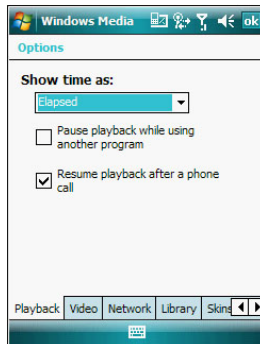 Windows Media
ok
Options
Show time as:
Elapsed
Pause playback while using
another program
Resume playback after a phone
call
Playback Video Network Library Skins